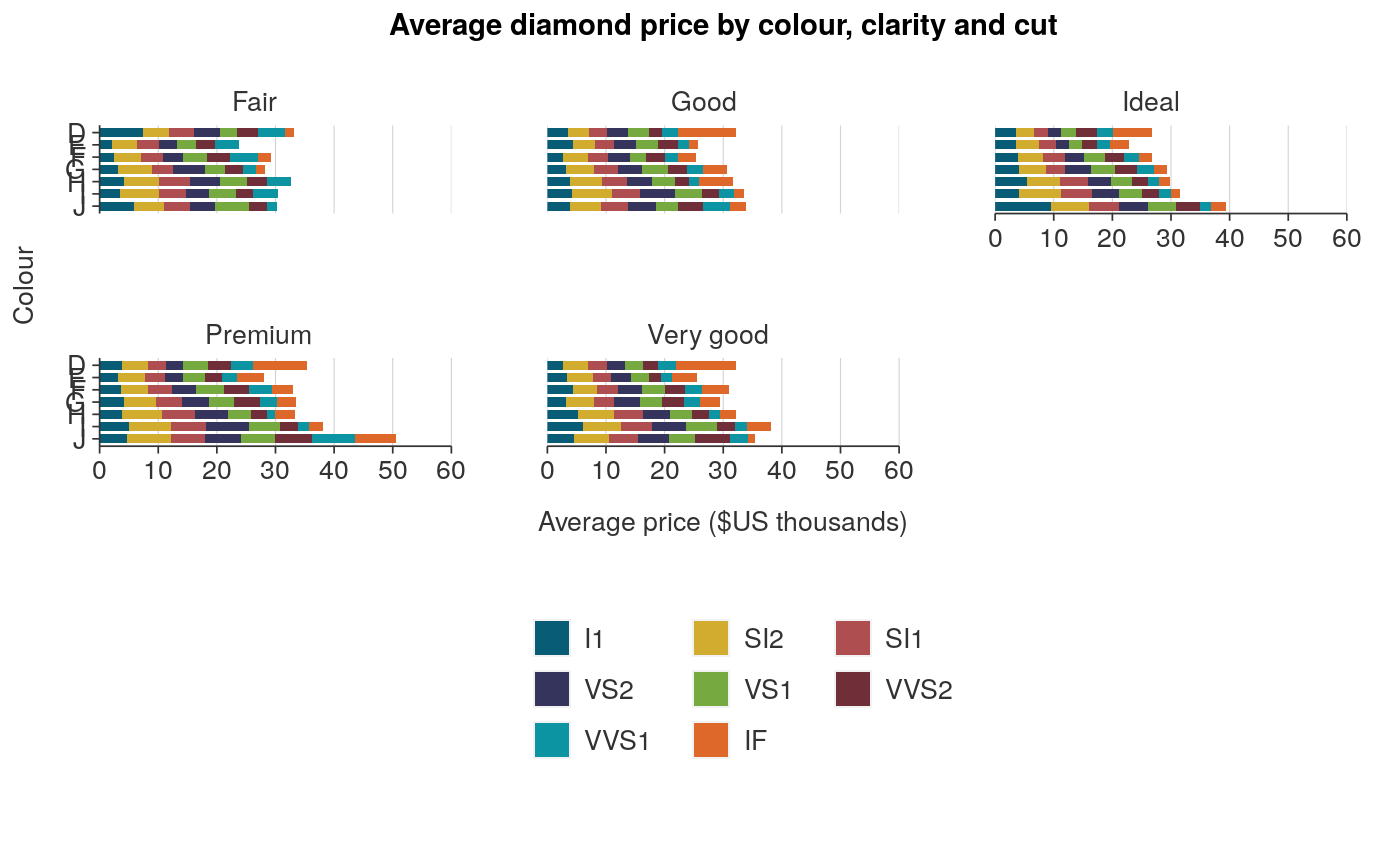 Average diamond price by colour, clarity and cut
Fair Good Ideal
D
E
F
G
H
I
J
0 10 20 30 40 50 60
Colour
Premium Very good
D
E
F
G
H
I
J
0 10 20 30 40 50 60 0 10 20 30 40 50 60
Average price ($US thousands)
I1 SI2 SI1
VS2 VS1 VVS2
VVS1 IF